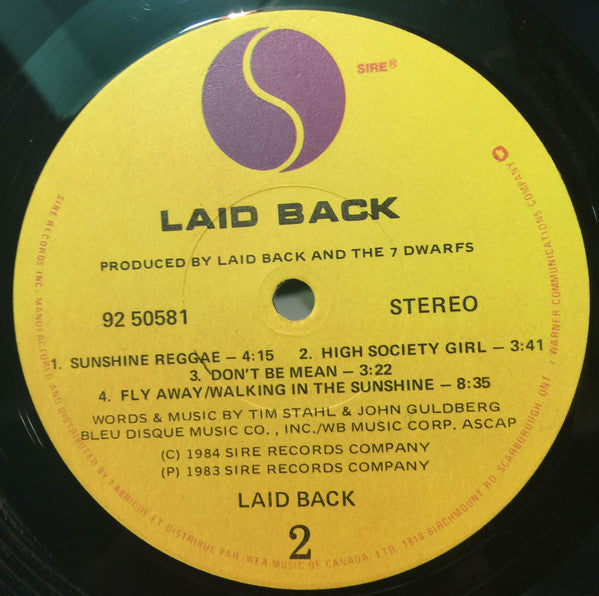 SIRE®
LAID BACK
PRODUCED BY LAID BACK AND THE 7 DWARFS
92 50581
STEREO
1. SUNSHINE REGGAE – 4:15 2. HIGH SOCIETY GIRL – 3:41
3. DON'T BE MEAN – 3:22
4. FLY AWAY/WALKING IN THE SUNSHINE – 8:35
WORDS & MUSIC BY TIM STAHL & JOHN GULDBERG
BLEU DISQUE MUSIC CO. , INC./WB MUSIC CORP. ASCAP
(C) 1984 SIRE RECORDS COMPANY
(P) 1983 SIRE RECORDS COMPANY
LAID BACK
2
SIRE RECORDS INC. MANUFACTURED AND DISTRIBUTED BY/FABRIQUE ET DISTRIBUE PAR WEA MUSIC OF CANADA, LTD. 1810 BIRCHMOUNT RD. SCARBOROUGH, ONT. A WARNER COMMUNICATIONS COMPANY